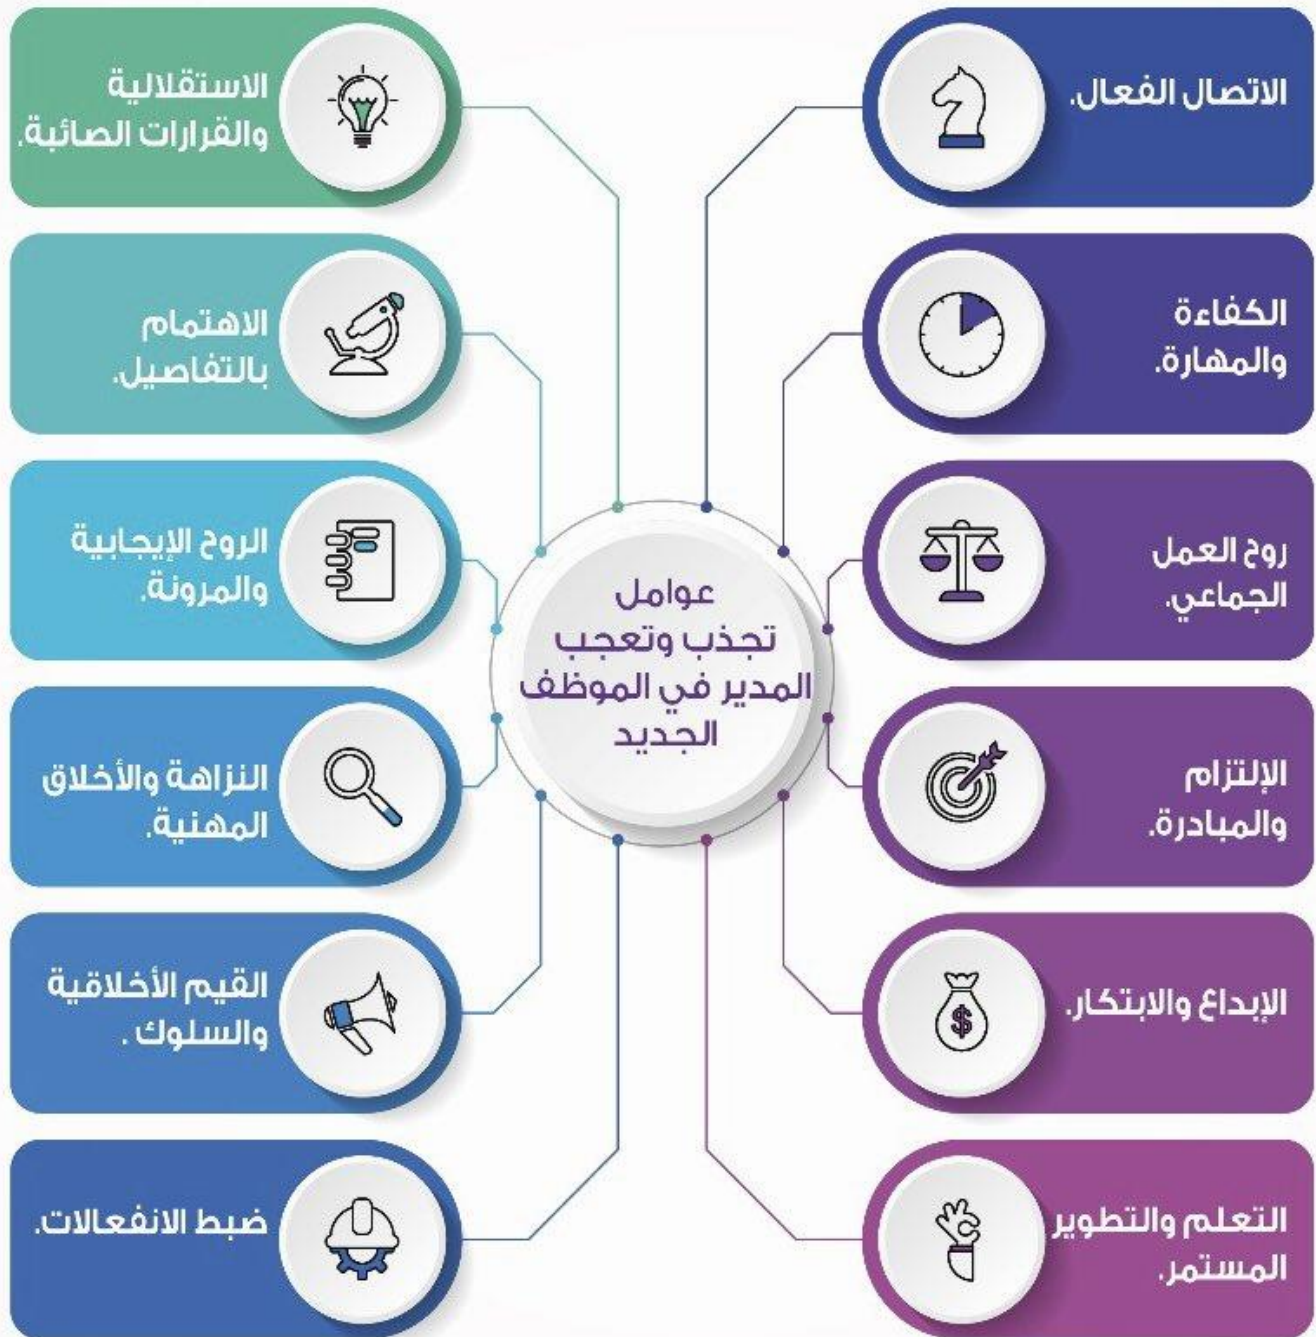 عوامل
تجذب وتعجب
المدير في الموظف
الجديد
الاتصال الفعال.
الكفاءة
والمهارة.
روح العمل
الجماعي.
الإلتزام
والمبادرة.
الإبداع والابتكار.
التعلم والتطوير
المستمر.
الاستقلالية
والقرارات الصائبة.
الاهتمام
بالتفاصيل.
الروح الإيجابية
والمرونة.
النزاهة والأخلاق
المهنية.
القيم الأخلاقية
والسلوك .
ضبط الانفعالات.
$